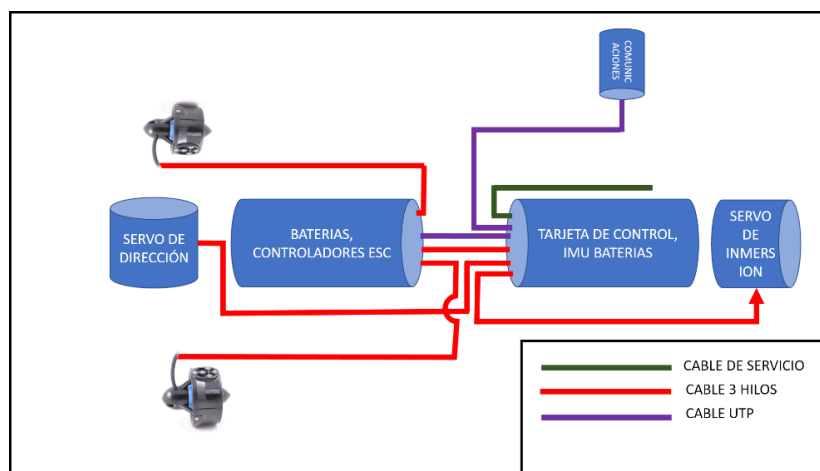 COMUNIC
ACIONES
SERVO DE
DIRECCIÓN
BATERIAS,
CONTROLADORES ESC
TARJETA DE CONTROL,
IMU BATERIAS
SERVO
DE
INMERS
ION
CABLE DE SERVICIO
CABLE 3 HILOS
CABLE UTP